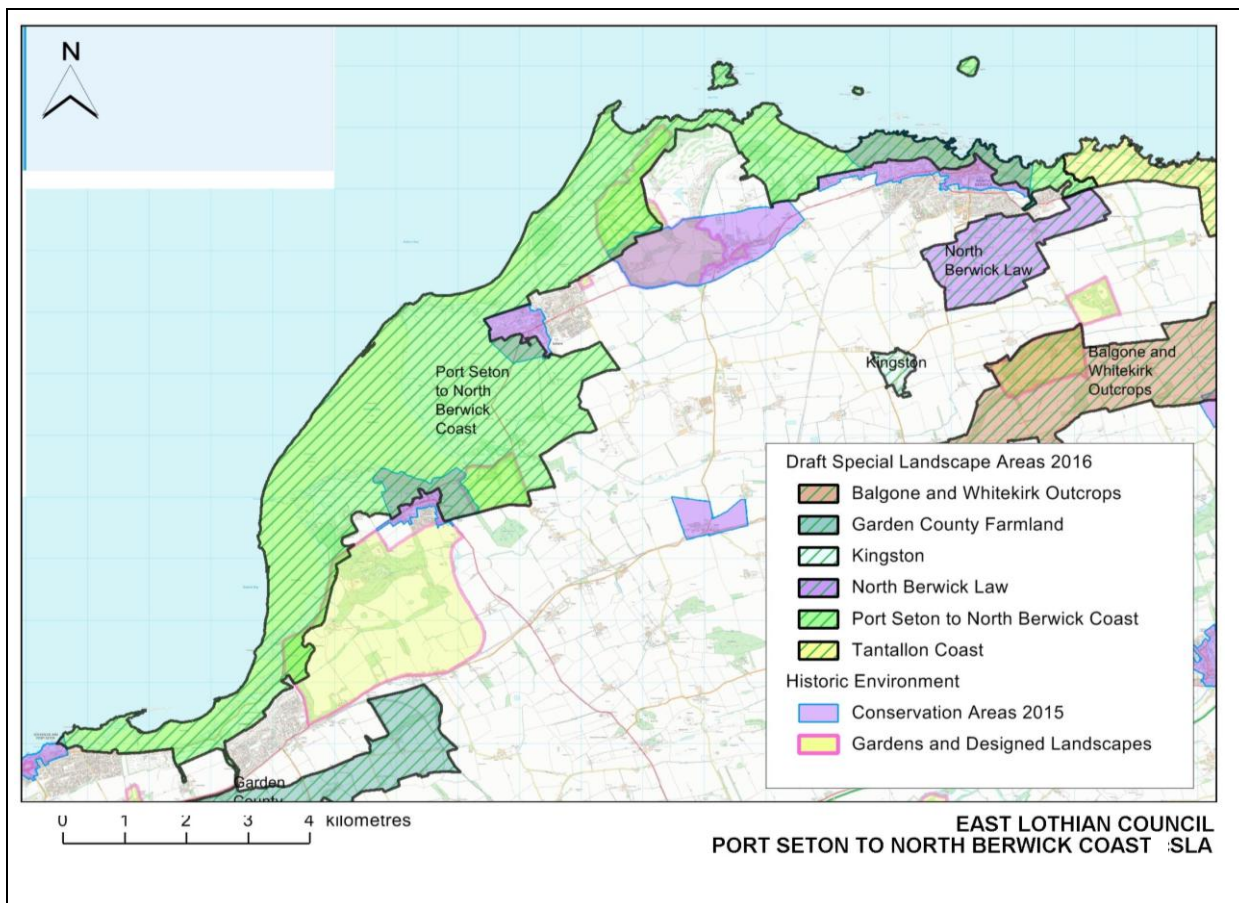 N
North
Berwick Law
Kingston
Balgone and
Whitekirk
Outcrops
Port Seton
to North
Berwick
Coast
Garden
County
Draft Special Landscape Areas 2016
Balgone and Whitekirk Outcrops
Garden County Farmland
Kingston
North Berwick Law
Port Seton to North Berwick Coast
Tantallon Coast
Historic Environment
Conservation Areas 2015
Gardens and Designed Landscapes
0 1 2 3 4 kilometres
EAST LOTHIAN COUNCIL
PORT SETON TO NORTH BERWICK COAST SLA